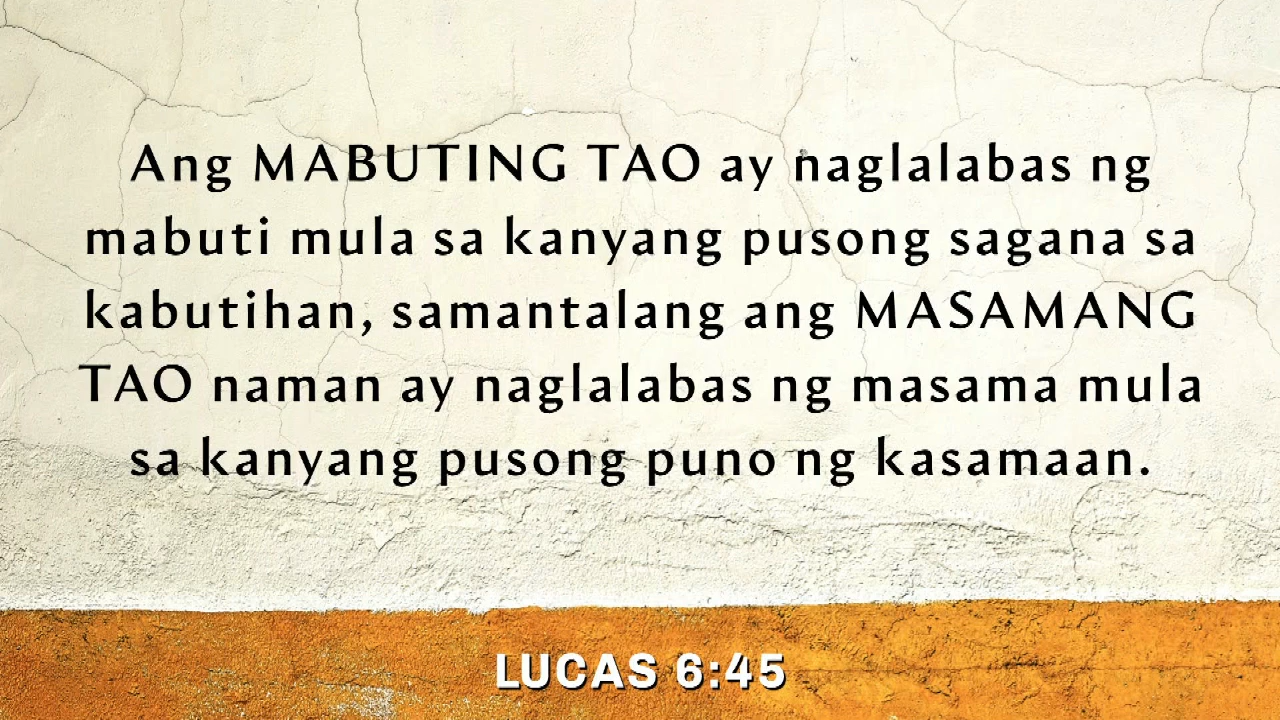 Ang MABUTING TAO ay naglalabas ng
mabuti mula sa kanyang pusong sagana sa
kabutihan, samantalang ang MASAMANG
TAO naman ay naglalabas ng masama mula
sa kanyang pusong puno ng kasamaan.
LUCAS 6:45